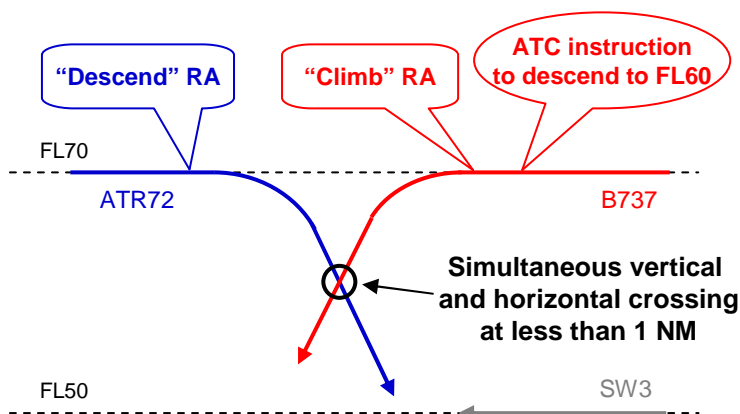 “Descend” RA
“Climb” RA
ATC instruction
to descend to FL60
FL70
ATR72
B737
Simultaneous vertical
and horizontal crossing
at less than 1 NM
FL50
SW3